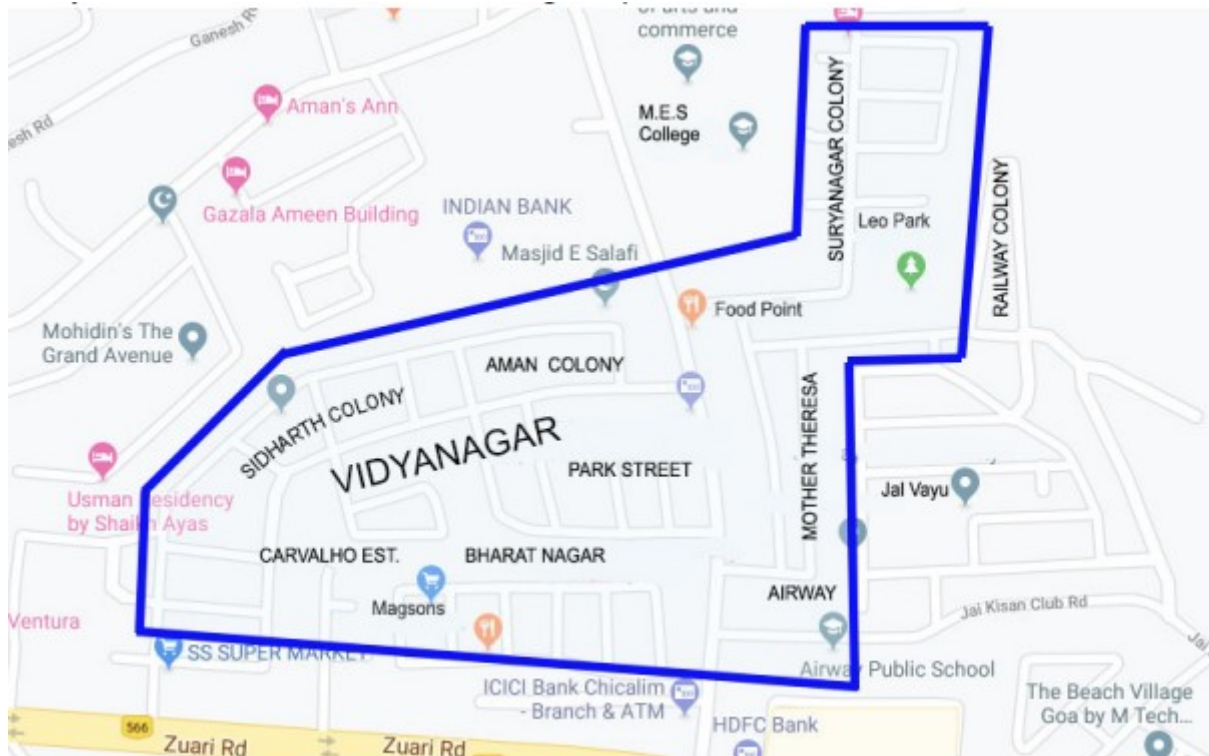 Ganesh Rd
commerce
Aman's Ann
M.E.S
College
SURYANAGAR COLONY
Gazala Ameen Building
INDIAN BANK
Leo Park
RAILWAY COLONY
Masjid E Salafi
Food Point
Mohidin's The
Grand Avenue
AMAN COLONY
SIDHARTH COLONY
MOTHER THERESA
VIDYANAGAR
PARK STREET
Jal Vayu
Usman Residency
by Shaikh Ayas
CARVALHO EST.
BHARAT NAGAR
AIRWAY
Magsons
Jai Kisan Club Rd
Ventura
SS SUPER MARKET
Airway Public School
ICICI Bank Chicalim
- Branch & ATM
The Beach Village
Goa by M Tech...
HDFC Bank
566
Zuari Rd
Zuari Rd